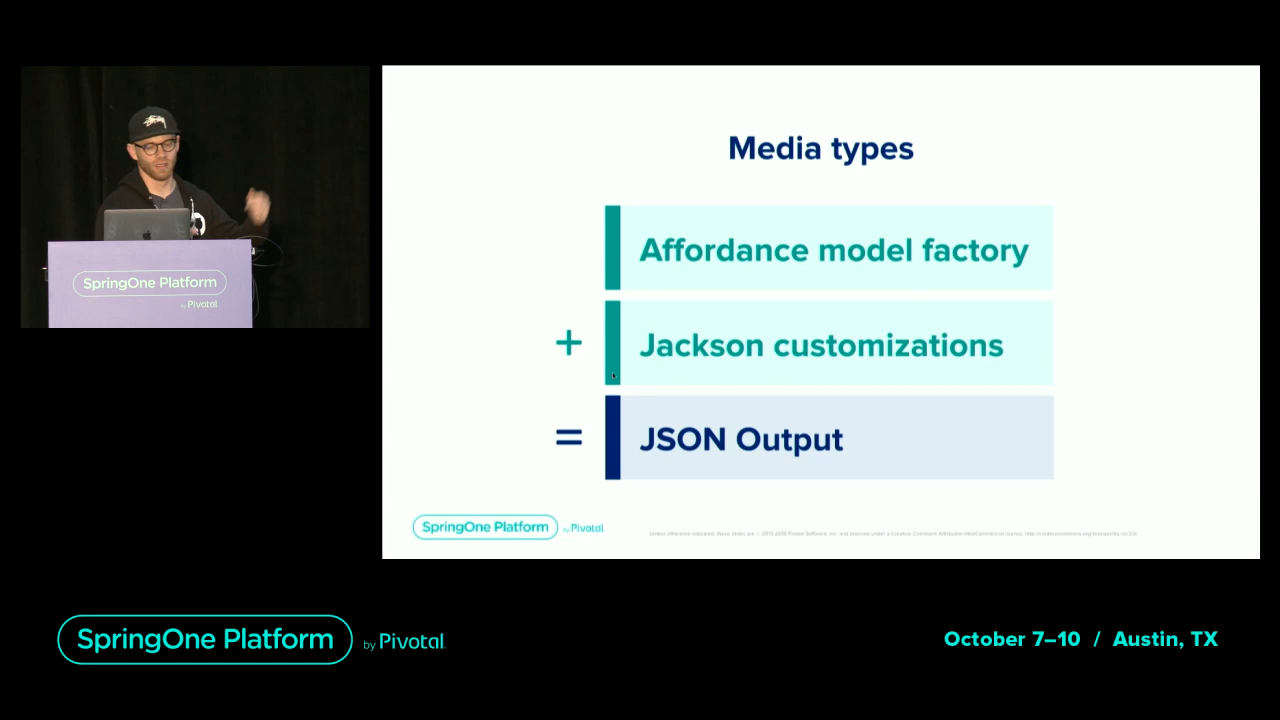 SpringOne Platform
by Pivotal
Media types
Affordance model factory
+ Jackson customizations
= JSON Output
SpringOne Platform by Pivotal
SpringOne Platform by Pivotal
October 7–10 / Austin, TX